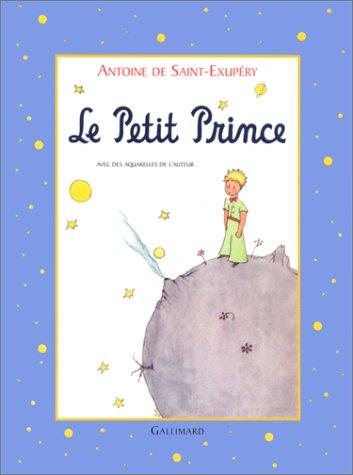 ANTOINE DE SAINT-EXUPÉRY
Le Petit Prince
AVEC DES AQUARELLES DE L'AUTEUR
GALLIMARD